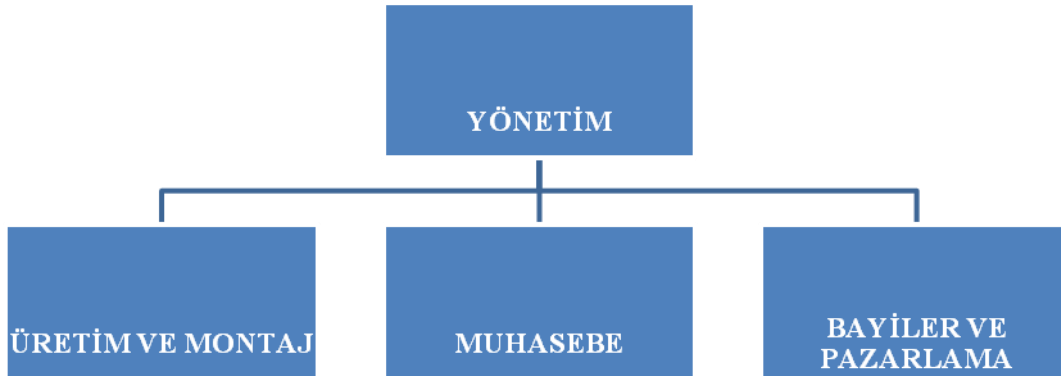 YÖNETİM
ÜRETİM VE MONTAJ
MUHASEBE
BAYİLER VE
PAZARLAMA